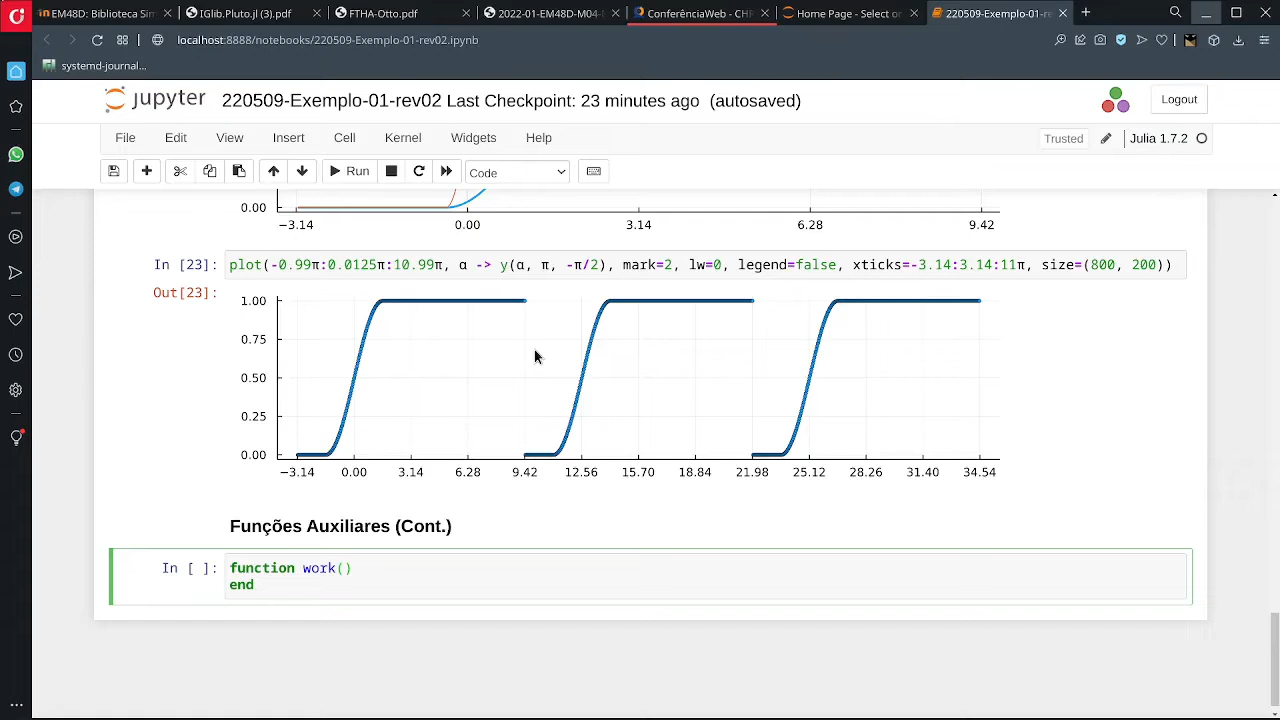 EM48D: Biblioteca Sim
IGlib.Pluto.jl (3).pdf
FTHA-Otto.pdf
2022-01-EM48D-M04-
ConferênciaWeb - CHF
Home Page - Select or
220509-Exemplo-01-re
localhost:8888/notebooks/220509-Exemplo-01-rev02.ipynb
systemd-journal...
jupyter 220509-Exemplo-01-rev02 Last Checkpoint: 23 minutes ago (autosaved)
Logout
File Edit View Insert Cell Kernel Widgets Help
Trusted Julia 1.7.2
Run Code
0.00
−3.14 0.00 3.14 6.28 9.42
In [23]: plot(-0.99π:0.0125π:10.99π, α -> y(α, π, -π/2), mark=2, lw=0, legend=false, xticks=-3.14:3.14:11π, size=(800, 200))
Out[23]:
1.00
0.75
0.50
0.25
0.00
−3.14 0.00 3.14 6.28 9.42 12.56 15.70 18.84 21.98 25.12 28.26 31.40 34.54
Funções Auxiliares (Cont.)
In [ ]: function work()
end